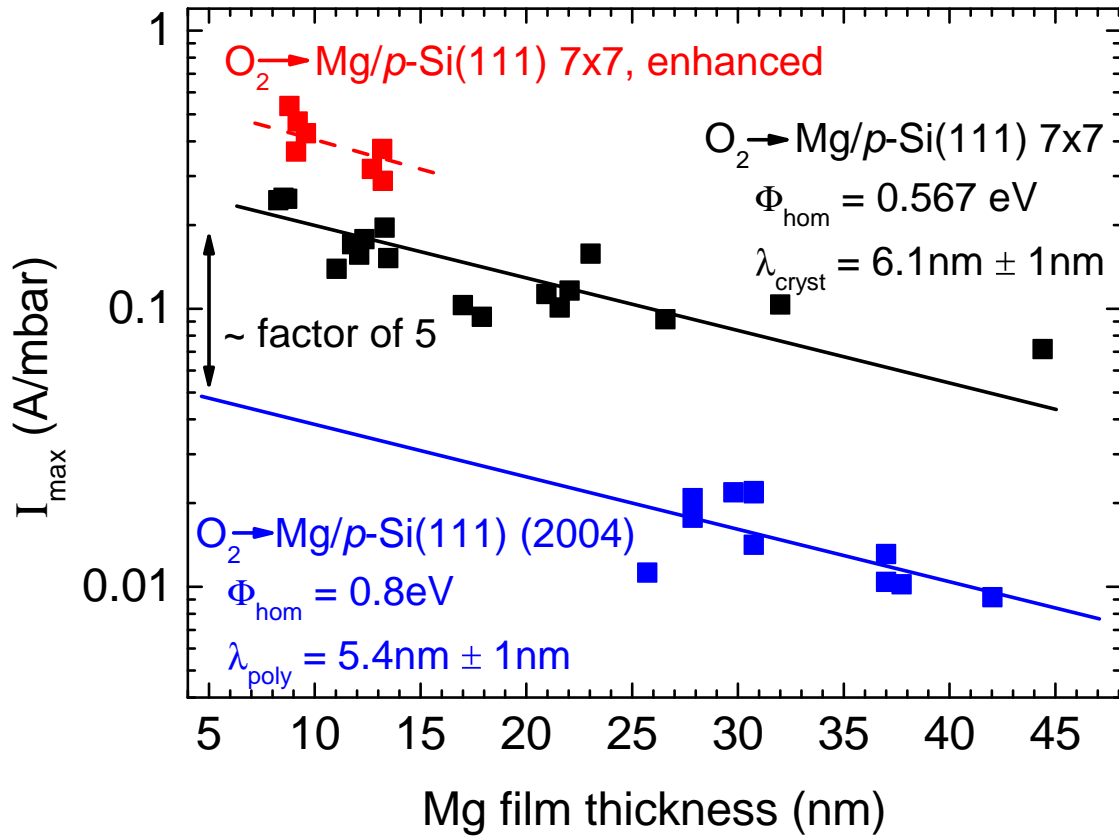 1
O₂→Mg/p-Si(111) 7x7, enhanced
O₂→Mg/p-Si(111) 7x7
Φhom = 0.567 eV
λcryst = 6.1nm ± 1nm
Imax (A/mbar)
0.1
~ factor of 5
O₂→Mg/p-Si(111) (2004)
0.01
Φhom = 0.8eV
λpoly = 5.4nm ± 1nm
5 10 15 20 25 30 35 40 45
Mg film thickness (nm)